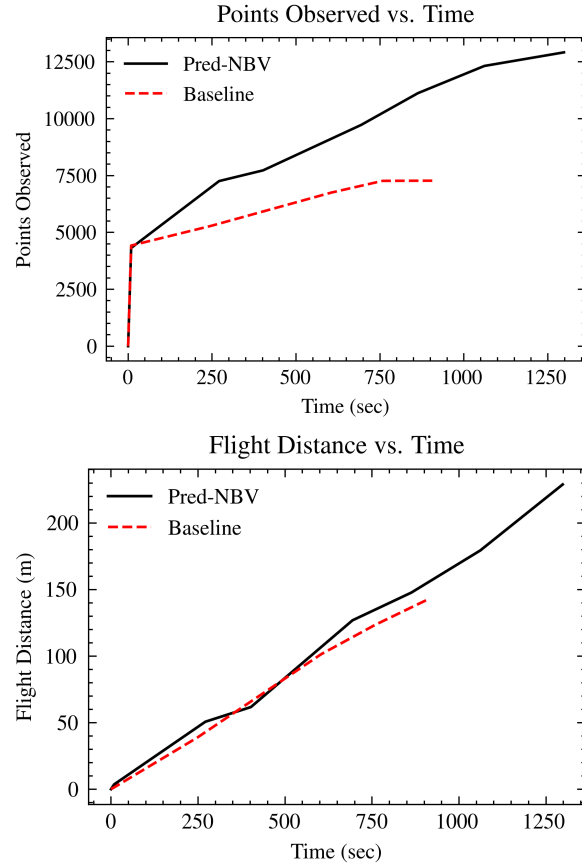 Points Observed vs. Time
12500
10000
7500
5000
2500
0
Points Observed
Pred-NBV
Baseline
0 250 500 750 1000 1250
Time (sec)
Flight Distance vs. Time
200
150
100
50
0
Flight Distance (m)
Pred-NBV
Baseline
0 250 500 750 1000 1250
Time (sec)